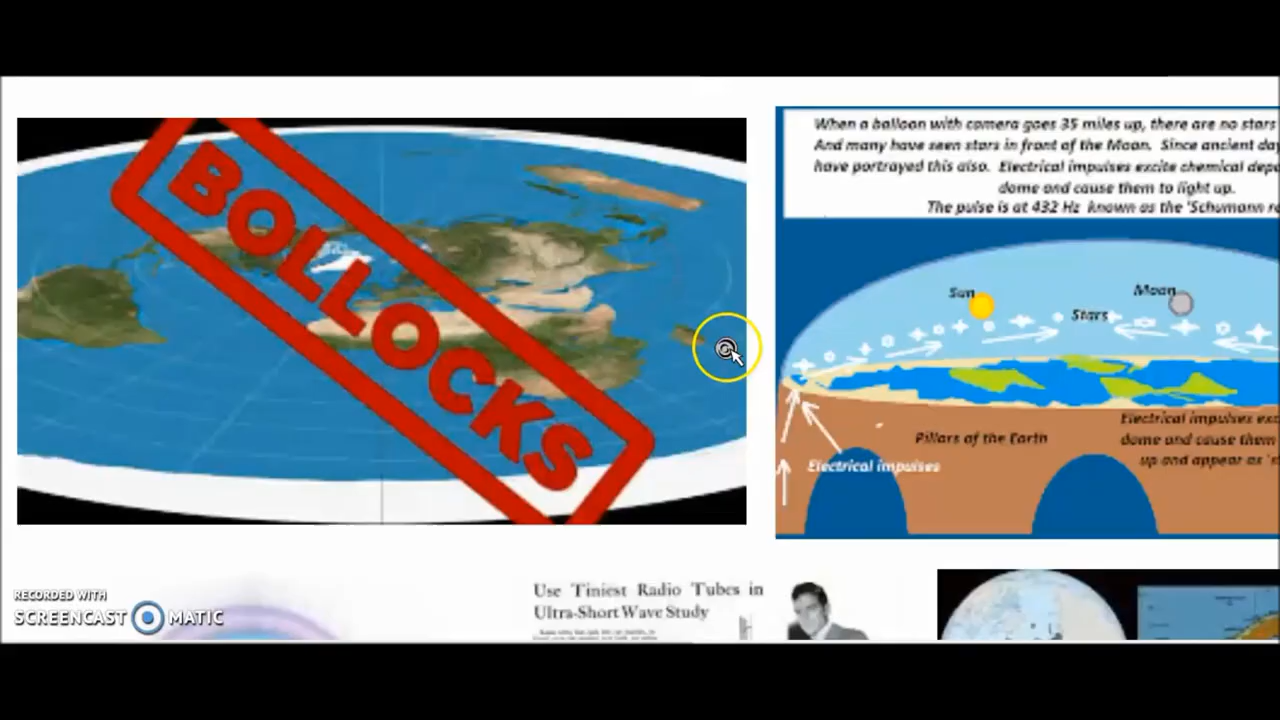 BOLLOCKS
When a balloon with camera goes 35 miles up, there are no stars
And many have seen stars in front of the Moon. Since ancient day
have portrayed this also. Electrical impulses excite chemical depo
dome and cause them to light up.
The pulse is at 432 Hz known as the 'Schumann re
Sun
Moon
Stars
Electrical impulses exc
Pillars of the Earth
dome and cause them
up and appear as 's
Electrical impulses
Use Tiniest Radio Tubes in
Ultra-Short Wave Study
RECORDED WITH
SCREENCAST MATIC